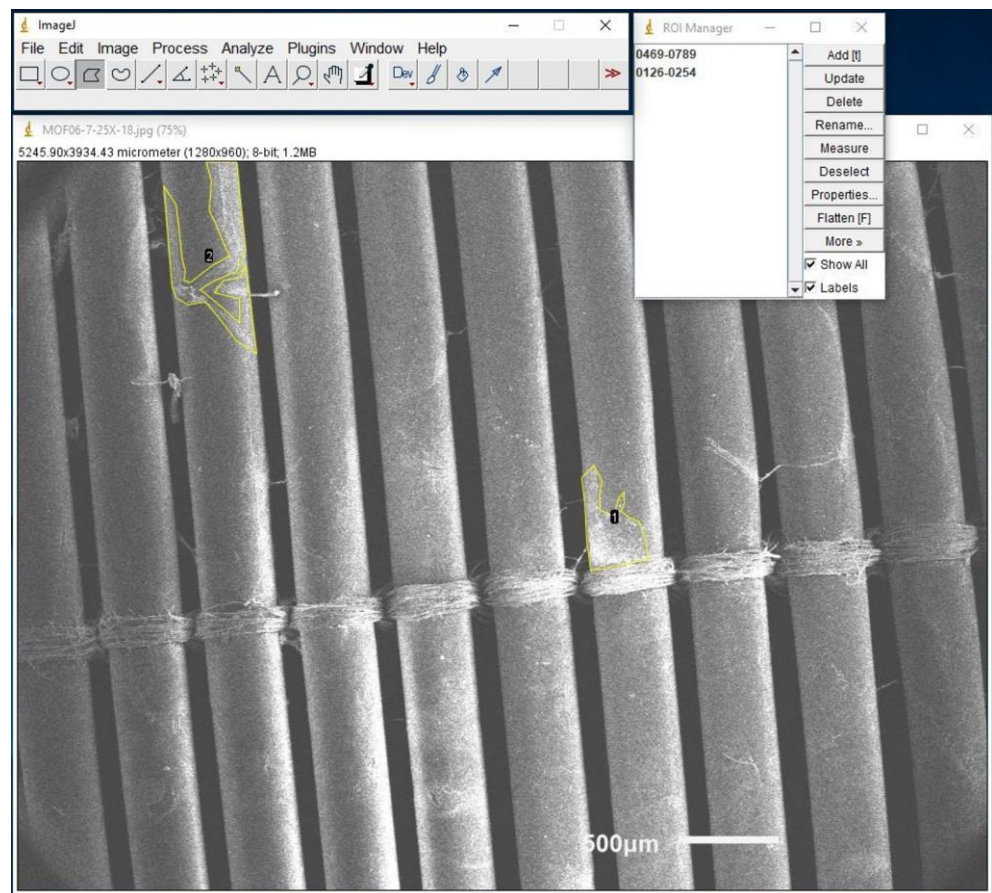 ImageJ
File Edit Image Process Analyze Plugins Window Help
Dev
ROI Manager
0469-0789
0126-0254
Add [t]
Update
Delete
Rename...
Measure
Deselect
Properties...
Flatten [F]
More »
Show All
Labels
MOF06-7-25X-18.jpg (75%)
5245.90x3934.43 micrometer (1280x960); 8-bit; 1.2MB
2
1
500µm